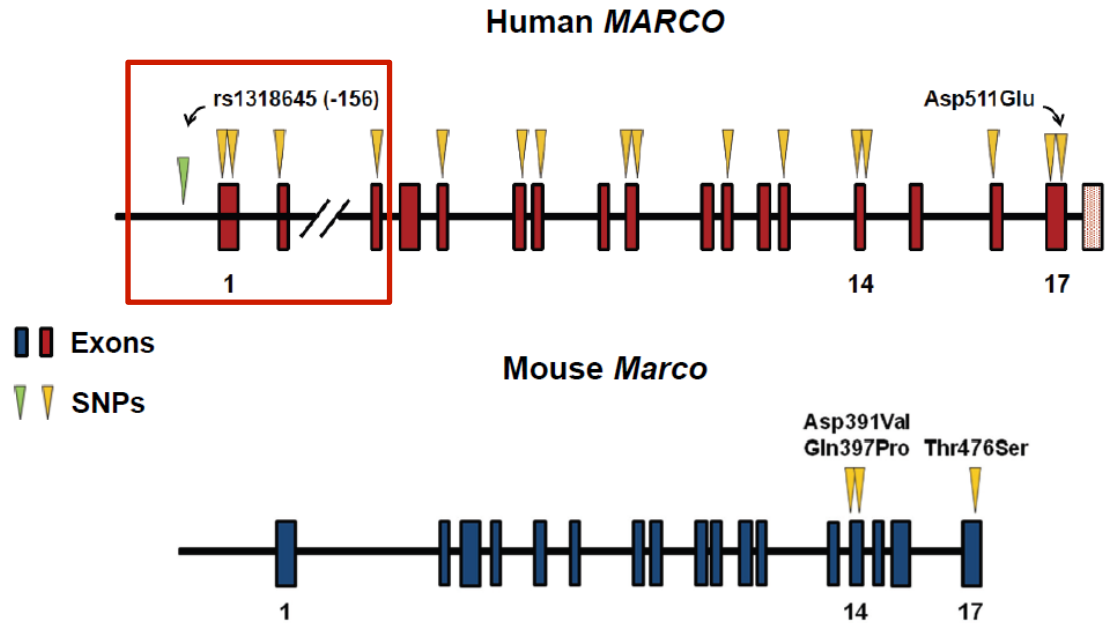 Human MARCO
rs1318645 (-156)
Asp511Glu
1
14
17
Exons
SNPs
Mouse Marco
Asp391Val
Gln397Pro
Thr476Ser
1
14
17